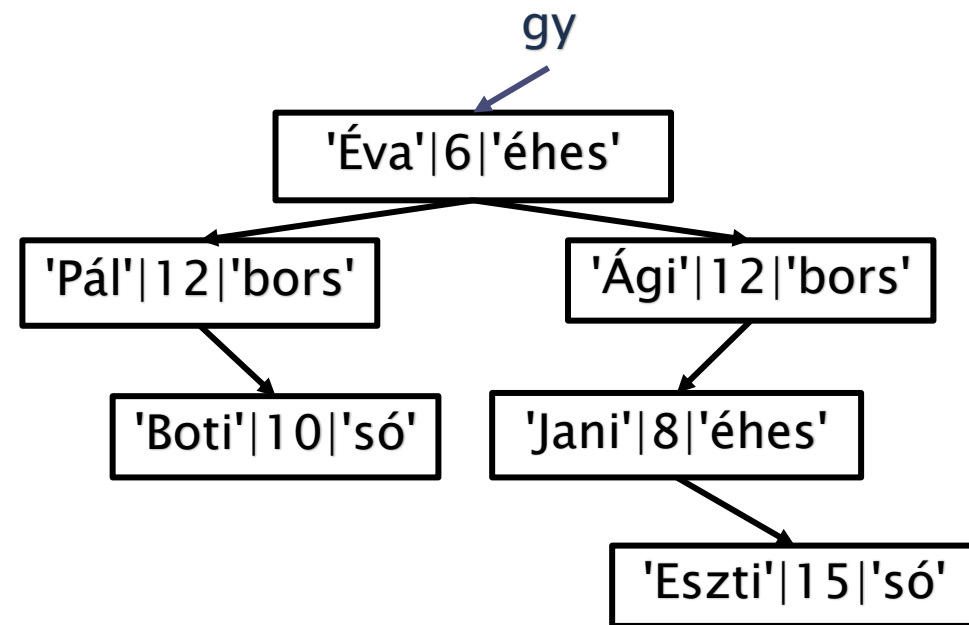 gy
'Éva'|6|'éhes'
'Pál'|12|'bors'
'Ági'|12|'bors'
'Boti'|10|'só'
'Jani'|8|'éhes'
'Eszti'|15|'só'